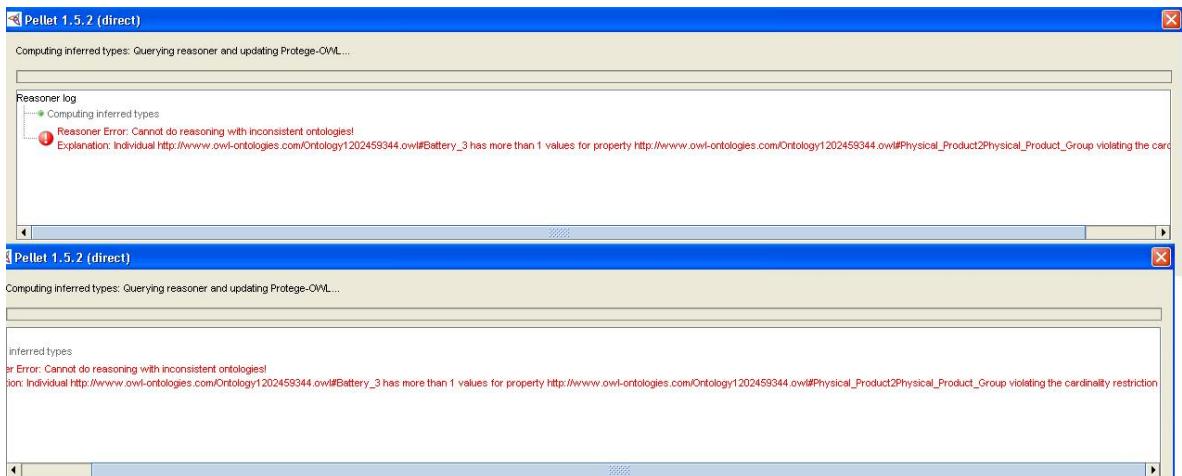 Pellet 1.5.2 (direct)
Computing inferred types: Querying reasoner and updating Protege-OWL...
Reasoner log
Computing inferred types
Reasoner Error: Cannot do reasoning with inconsistent ontologies!
Explanation: Individual http://www.owl-ontologies.com/Ontology1202459344.owl#Battery_3 has more than 1 values for property http://www.owl-ontologies.com/Ontology1202459344.owl#Physical_Product2Physical_Product_Group violating the card
Pellet 1.5.2 (direct)
Computing inferred types: Querying reasoner and updating Protege-OWL...
inferred types
er Error: Cannot do reasoning with inconsistent ontologies!
tion: Individual http://www.owl-ontologies.com/Ontology1202459344.owl#Battery_3 has more than 1 values for property http://www.owl-ontologies.com/Ontology1202459344.owl#Physical_Product2Physical_Product_Group violating the cardinality restriction